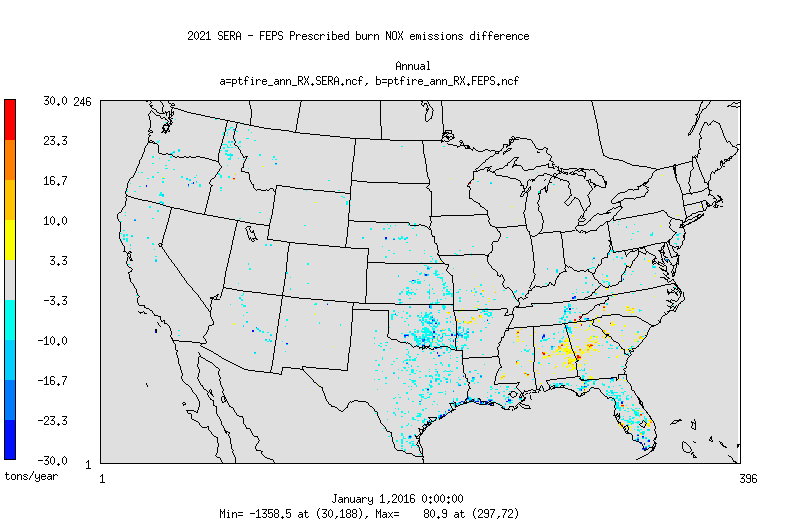 2021 SERA - FEPS Prescribed burn NOX emissions difference
Annual
a=ptfire_ann_RX.SERA.ncf, b=ptfire_ann_RX.FEPS.ncf
30.0
23.3
16.7
10.0
3.3
-3.3
-10.0
-16.7
-23.3
-30.0
tons/year
246
1
1
396
January 1,2016 0:00:00
Min= -1358.5 at (30,188), Max= 80.9 at (297,72)